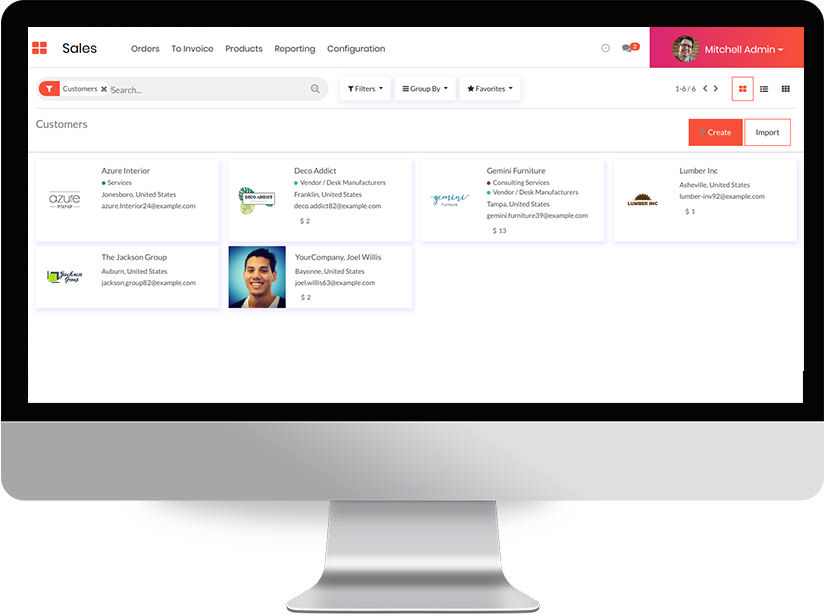 Sales
Orders To Invoice Products Reporting Configuration
2
Mitchell Admin
Customers Search...
Filters Group By Favorites
1-6 / 6
Customers
Create Import
Azure Interior
Services
Jonesboro, United States
azure.Interior24@example.com
azure
interior
Deco Addict
Vendor / Desk Manufacturers
Franklin, United States
deco.addict82@example.com
$ 2
DECO ADDICT
Gemini Furniture
Consulting Services
Vendor / Desk Manufacturers
Tampa, United States
gemini.furniture39@example.com
$ 13
gemini
Furniture
Lumber Inc
Asheville, United States
lumber-inv92@example.com
$ 1
LUMBER INC
The Jackson Group
Auburn, United States
jackson.group82@example.com
Jackson
Group
YourCompany, Joel Willis
Bayonne, United States
joel.willis63@example.com
$ 2